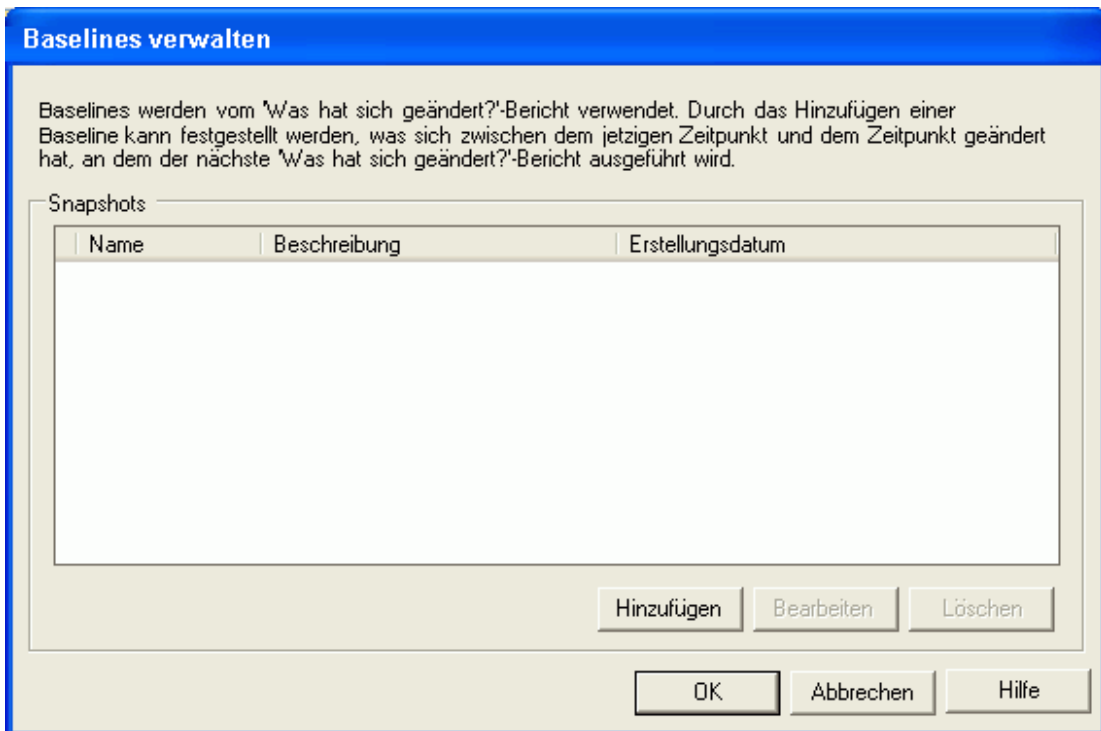 Baselines verwalten
Baselines werden vom 'Was hat sich geändert?'-Bericht verwendet. Durch das Hinzufügen einer
Baseline kann festgestellt werden, was sich zwischen dem jetzigen Zeitpunkt und dem Zeitpunkt geändert
hat, an dem der nächste 'Was hat sich geändert?'-Bericht ausgeführt wird.
Snapshots
Name Beschreibung Erstellungsdatum
Hinzufügen Bearbeiten Löschen
OK Abbrechen Hilfe